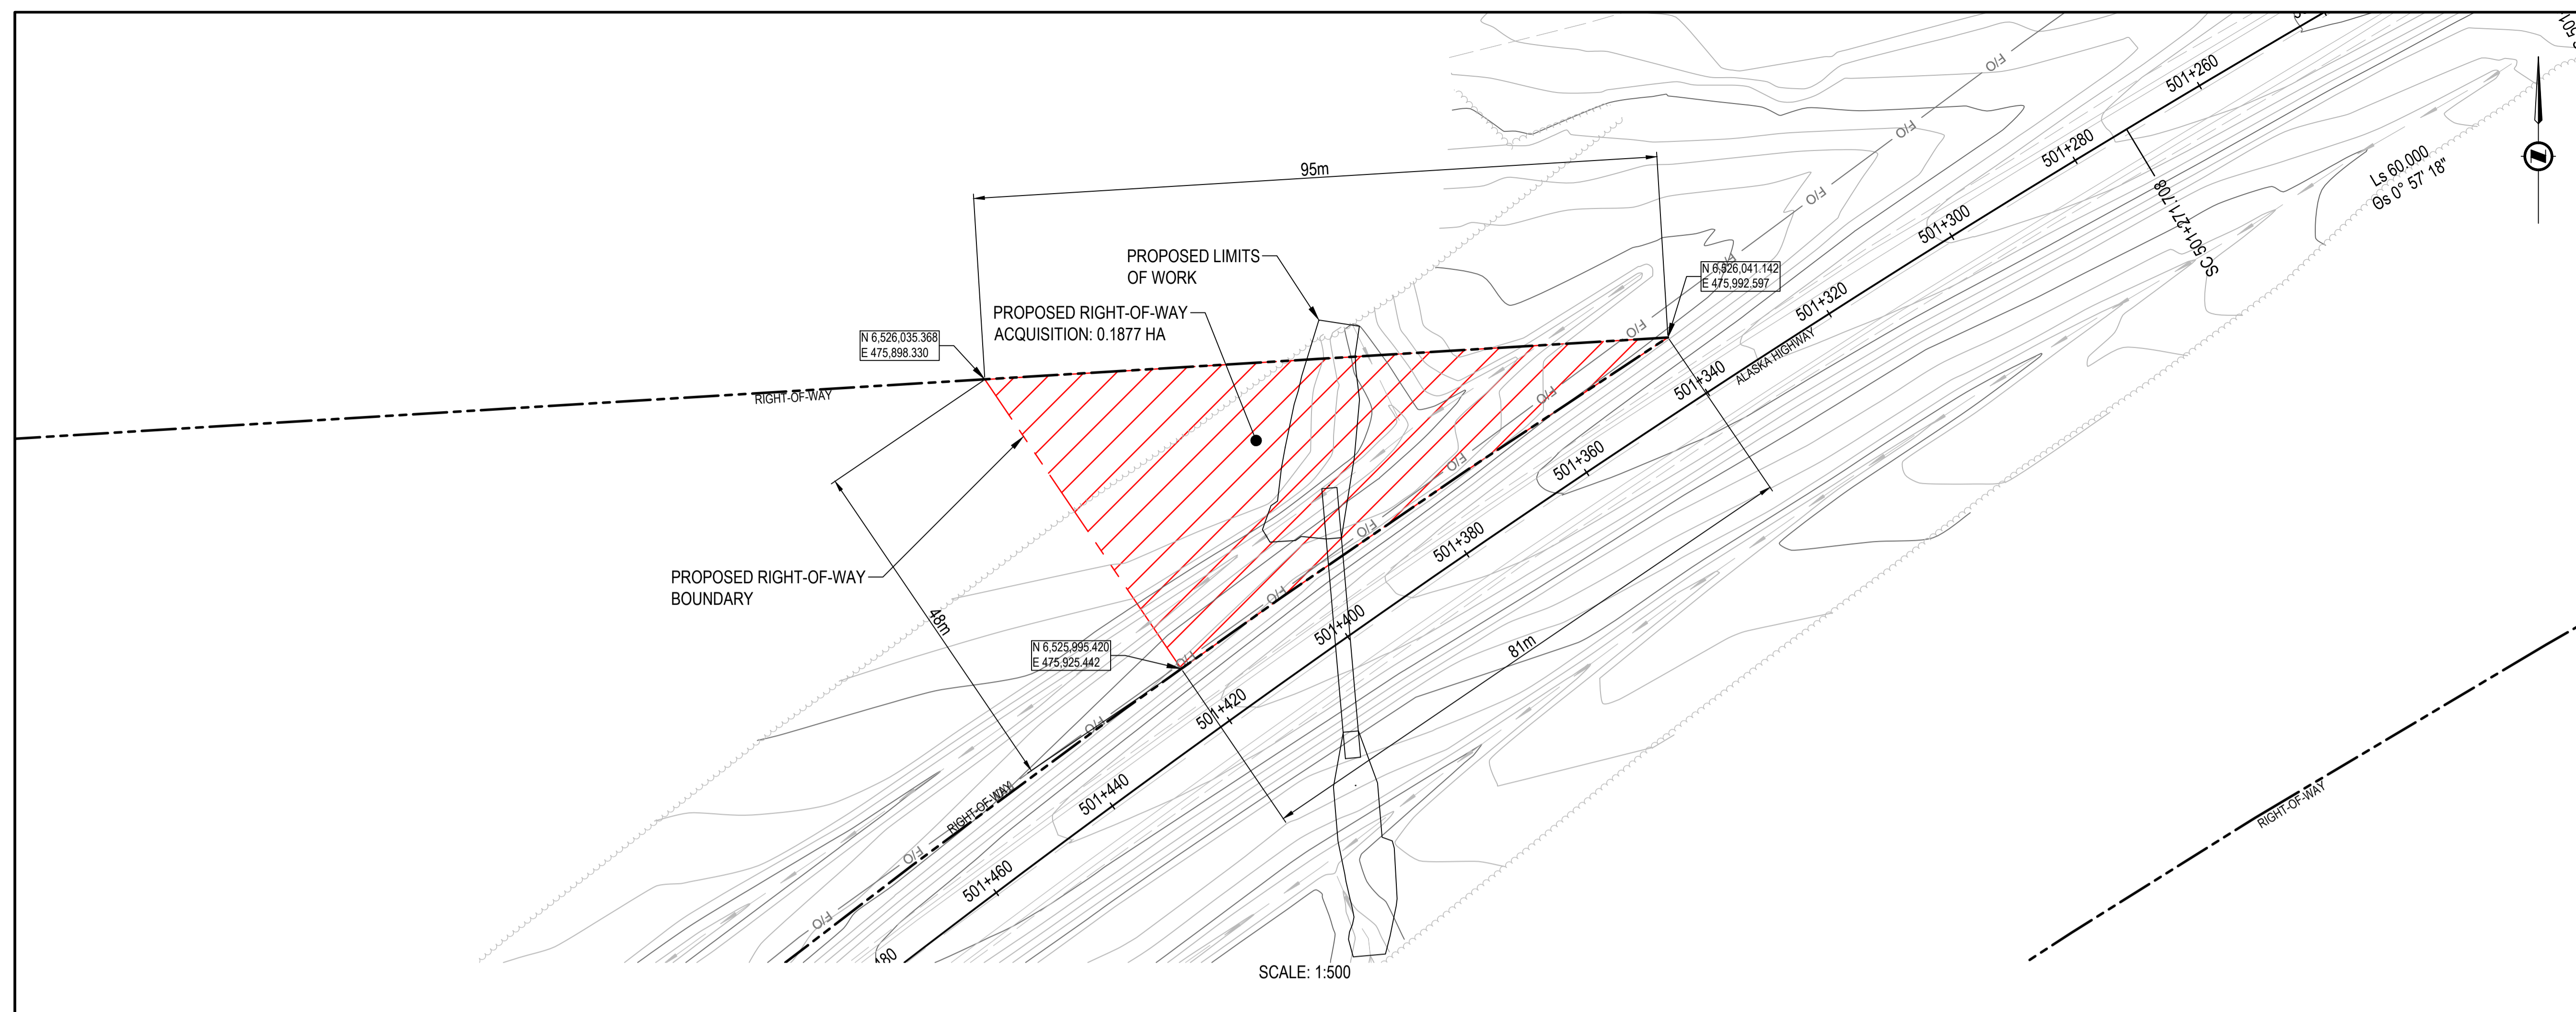 501+260
501+280
SC 501+271.708
Ls 60.000
Θs 0° 57' 18"
501+300
501+320
501+340
ALASKA HIGHWAY
501+360
501+380
501+400
501+420
501+440
501+460
480
F/O
F/O
F/O
F/O
F/O
F/O
F/O
F/O
F/O
F/O
F/O
F/O
95m
PROPOSED LIMITS
OF WORK
PROPOSED RIGHT-OF-WAY
ACQUISITION: 0.1877 HA
N 6,526,041.142
E 475,992.597
N 6,526,035.368
E 475,898.330
RIGHT-OF-WAY
PROPOSED RIGHT-OF-WAY
BOUNDARY
48m
N 6,525,995.420
E 475,925.442
81m
RIGHT-OF-WAY
RIGHT-OF-WAY
SCALE: 1:500